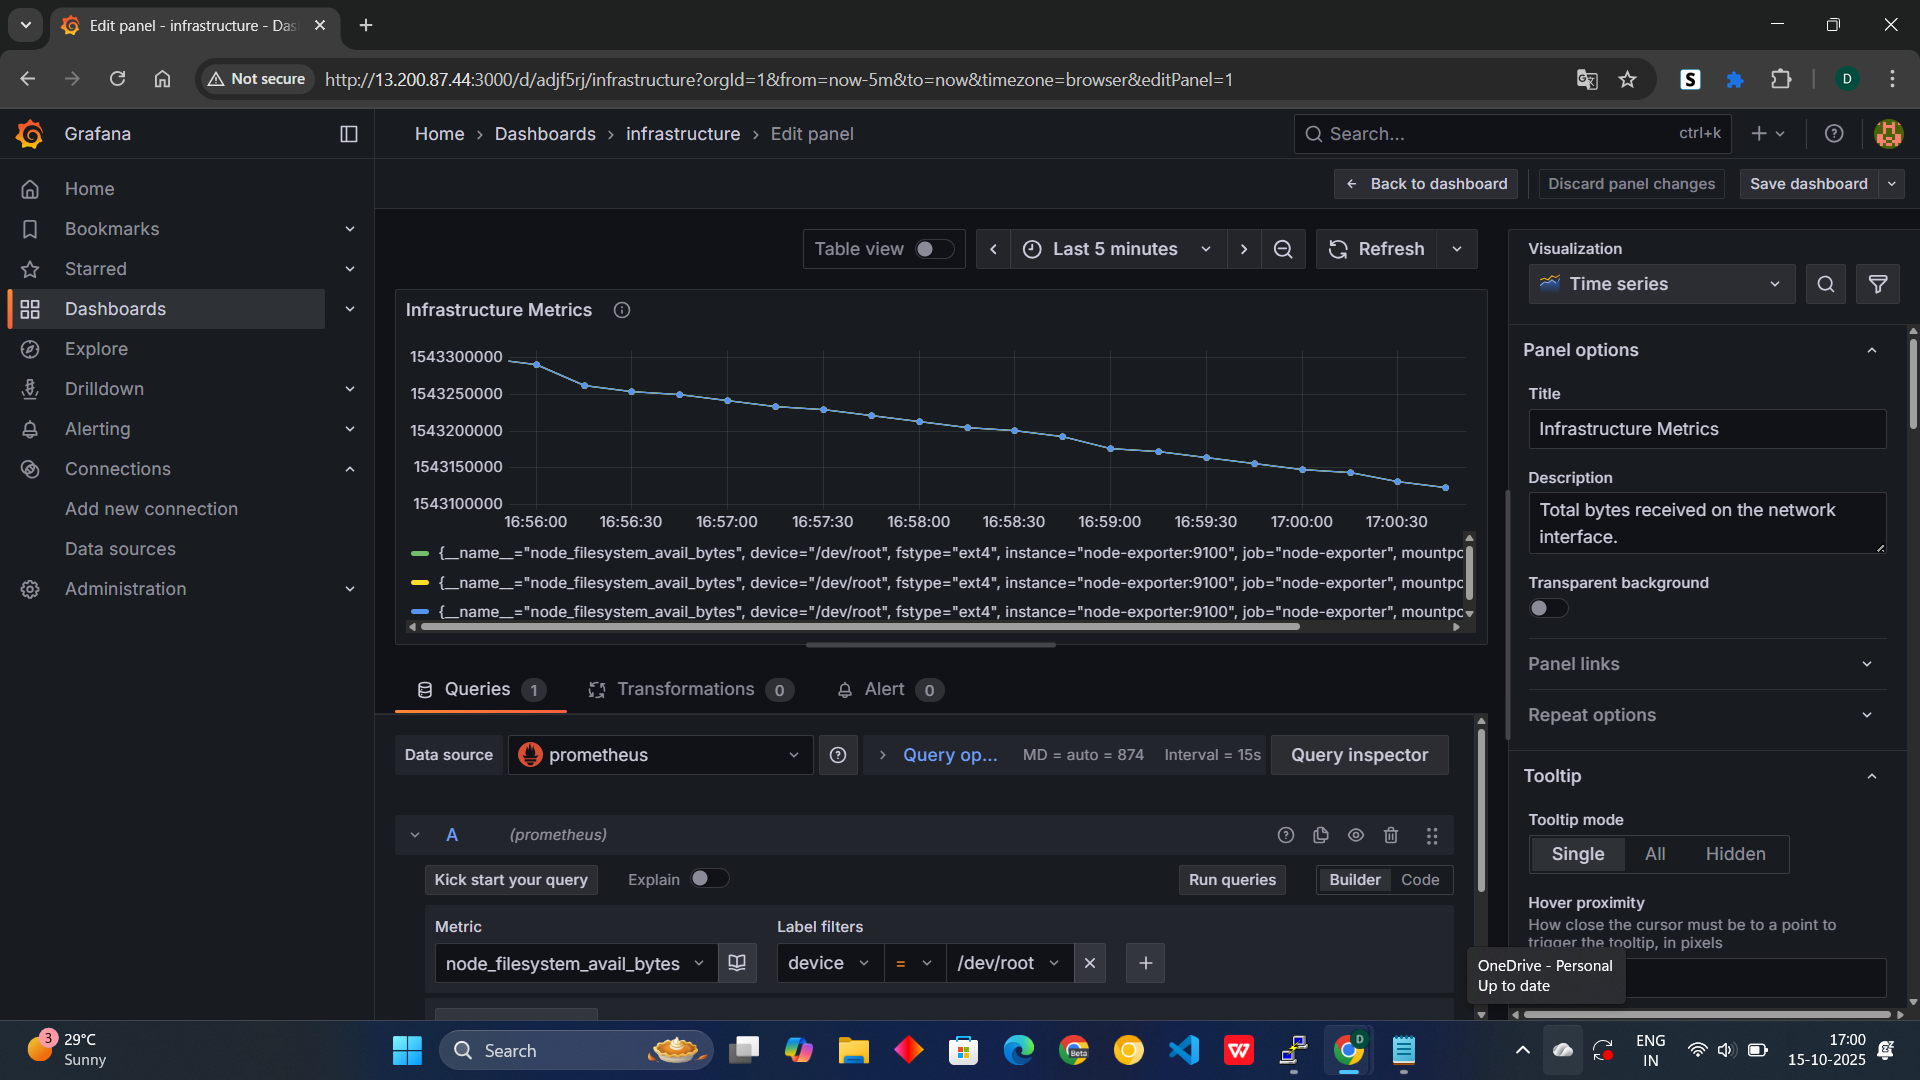 Edit panel - infrastructure - Das
Not secure
http://13.200.87.44:3000/d/adjf5rj/infrastructure?orgId=1&from=now-5m&to=now&timezone=browser&editPanel=1
S
D
Grafana
Home › Dashboards › infrastructure › Edit panel
Search...
ctrl+k
Home
Bookmarks
Starred
Dashboards
Explore
Drilldown
Alerting
Connections
Add new connection
Data sources
Administration
Back to dashboard
Discard panel changes
Save dashboard
Table view
Last 5 minutes
Refresh
Infrastructure Metrics
1543300000
1543250000
1543200000
1543150000
1543100000
16:56:00 16:56:30 16:57:00 16:57:30 16:58:00 16:58:30 16:59:00 16:59:30 17:00:00 17:00:30
{__name__="node_filesystem_avail_bytes", device="/dev/root", fstype="ext4", instance="node-exporter:9100", job="node-exporter", mountpo
{__name__="node_filesystem_avail_bytes", device="/dev/root", fstype="ext4", instance="node-exporter:9100", job="node-exporter", mountpo
{__name__="node_filesystem_avail_bytes", device="/dev/root", fstype="ext4", instance="node-exporter:9100", job="node-exporter", mountpo
Queries 1
Transformations 0
Alert 0
Data source
prometheus
Query op...
MD = auto = 874
Interval = 15s
Query inspector
A
(prometheus)
Kick start your query
Explain
Run queries
Builder
Code
Metric
Label filters
node_filesystem_avail_bytes
device
=
/dev/root
Visualization
Time series
Panel options
Title
Infrastructure Metrics
Description
Total bytes received on the network
interface.
Transparent background
Panel links
Repeat options
Tooltip
Tooltip mode
Single
All
Hidden
Hover proximity
How close the cursor must be to a point to
trigger the tooltip, in pixels
OneDrive - Personal
Up to date
3
29°C
Sunny
Search
Beta
W
D
ENG
IN
17:00
15-10-2025